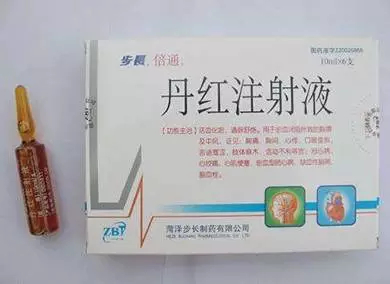 步長 倍通
国药准字Z20026866
10ml×6支
丹红注射液
【功能主治】活血化瘀，通脉舒络。用于瘀血闭阻所致的胸痹
及中风，证见：胸痛，胸闷，心悸，口眼歪斜，
言语蹇涩，肢体麻木，活动不利等症；冠心病、
心绞痛、心肌梗塞，瘀血型肺心病，缺血性脑病、
脑血栓。
ZBT
菏泽步长制药有限公司
HEZE BUCHANG PHARMACEUTICAL CO.,LTD